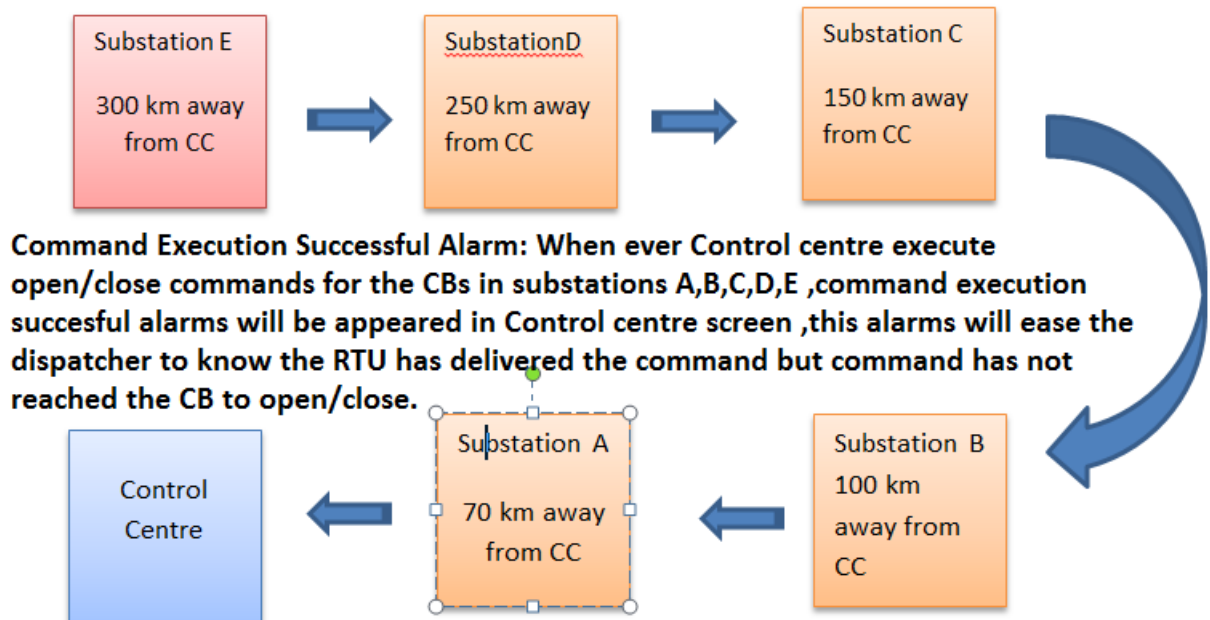 Substation E
300 km away
from CC
SubstationD
250 km away
from CC
Substation C
150 km away
from CC
Command Execution Successful Alarm: When ever Control centre execute
open/close commands for the CBs in substations A,B,C,D,E ,command execution
succesful alarms will be appeared in Control centre screen ,this alarms will ease the
dispatcher to know the RTU has delivered the command but command has not
reached the CB to open/close.
Control
Centre
Substation A
70 km away
from CC
Substation B
100 km
away from
CC